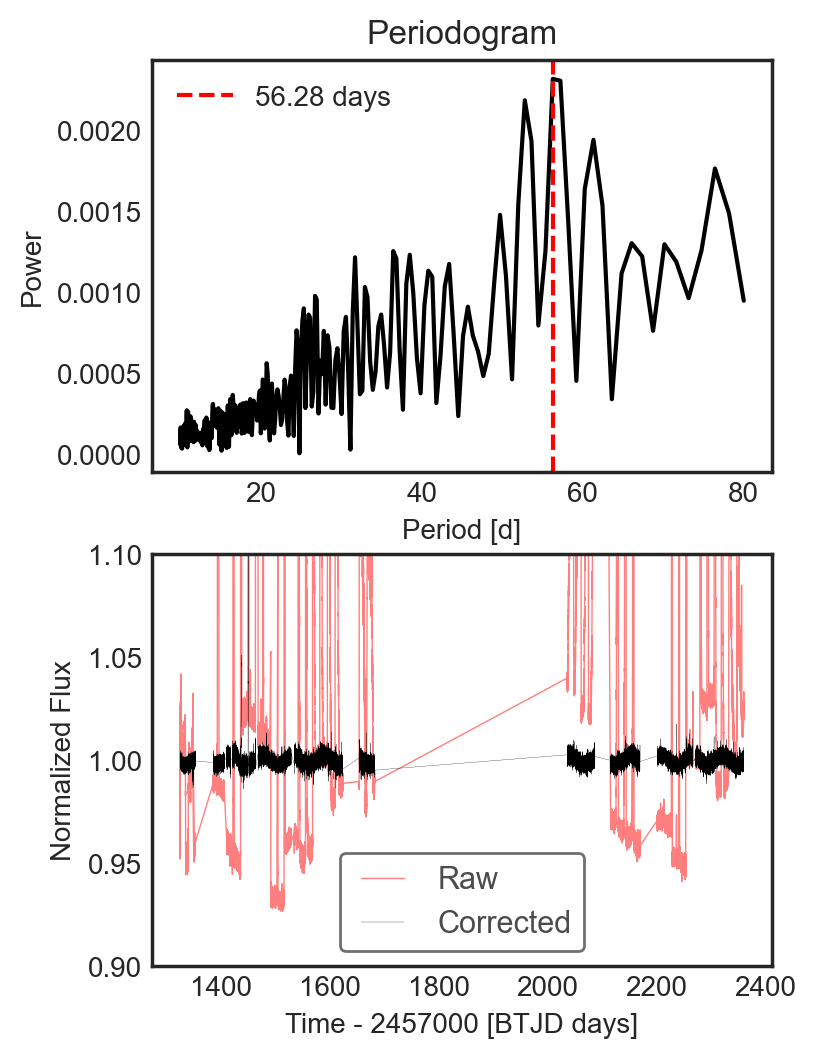 Periodogram
56.28 days
0.0020
0.0015
0.0010
0.0005
0.0000
Power
20 40 60 80
Period [d]
1.10
1.05
1.00
0.95
0.90
Normalized Flux
Raw
Corrected
1400 1600 1800 2000 2200 2400
Time - 2457000 [BTJD days]